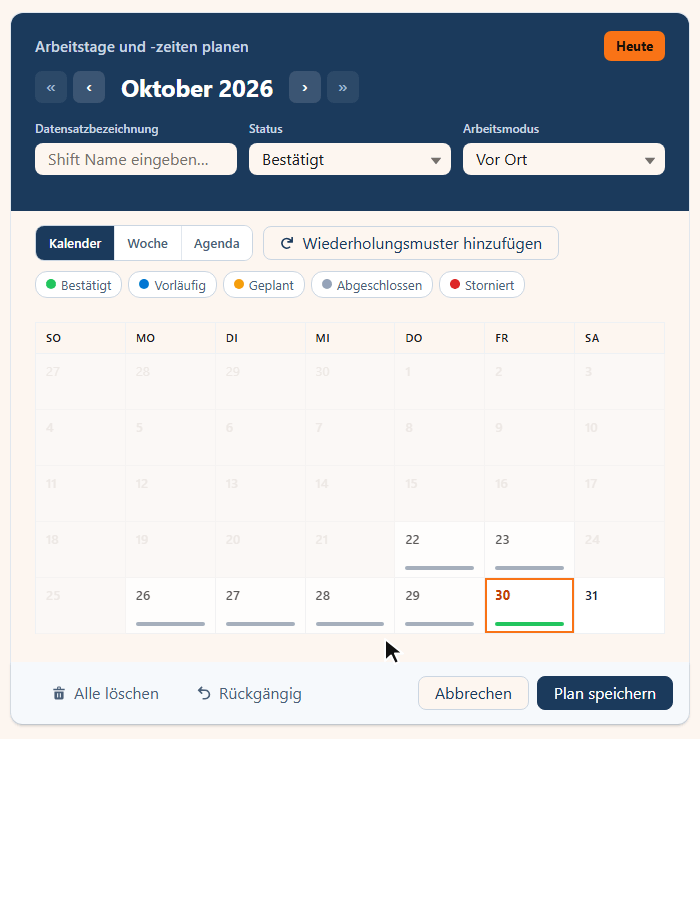 Arbeitstage und -zeiten planen
Heute
« ‹ Oktober 2026 › »
Datensatzbezeichnung Status Arbeitsmodus
Shift Name eingeben... Bestätigt Vor Ort
Kalender Woche Agenda Wiederholungsmuster hinzufügen
Bestätigt Vorläufig Geplant Abgeschlossen Storniert
SO MO DI MI DO FR SA
27 28 29 30 1 2 3
4 5 6 7 8 9 10
11 12 13 14 15 16 17
18 19 20 21 22 23 24
25 26 27 28 29 30 31
Alle löschen Rückgängig Abbrechen Plan speichern